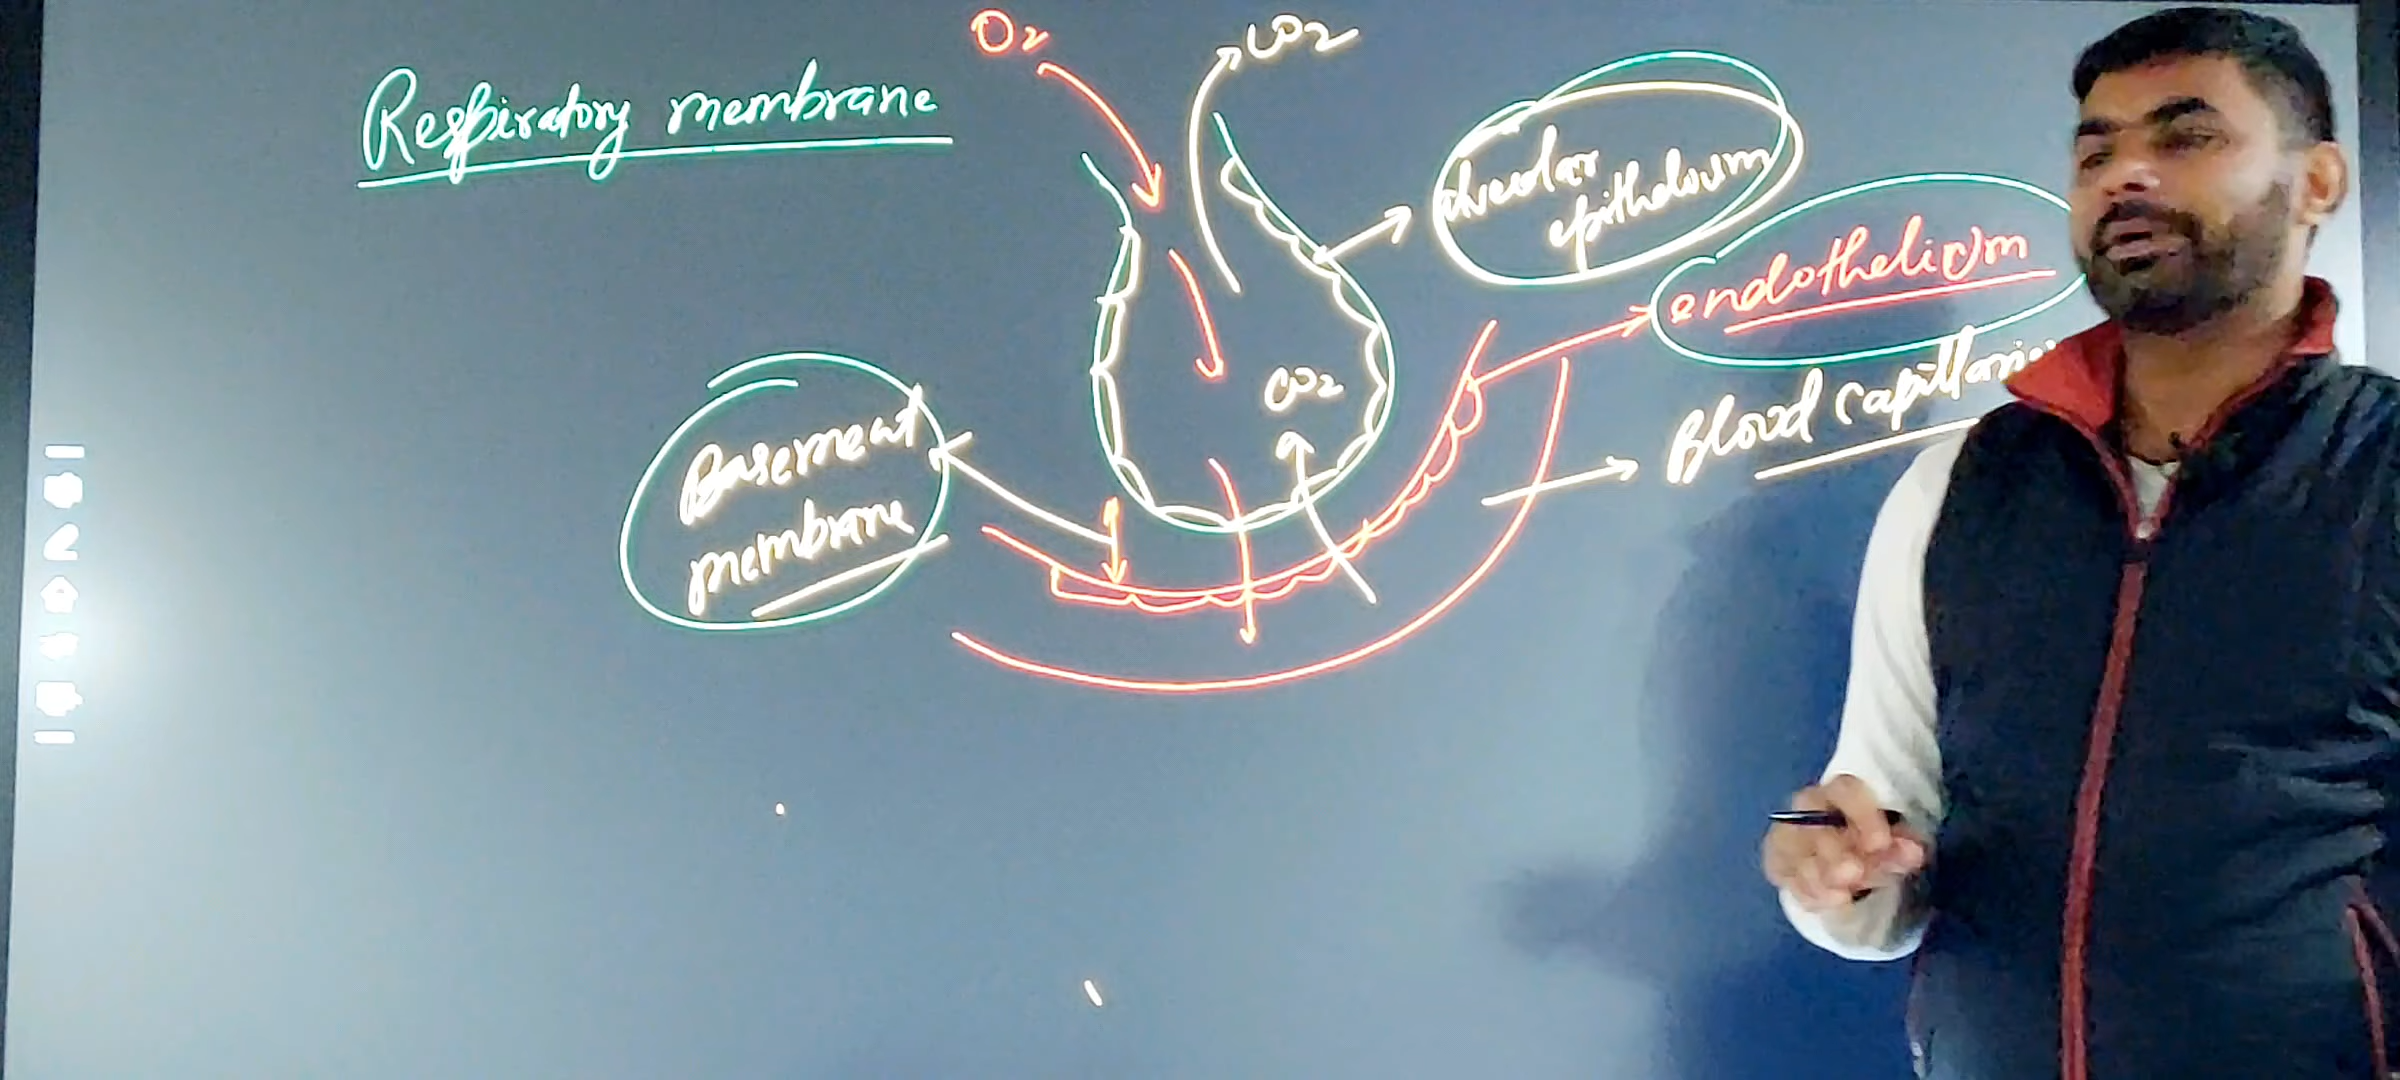 O2
CO2
Respiratory membrane
Alveolar
epithelium
endothelium
Blood capillaries
CO2
Basement
membrane